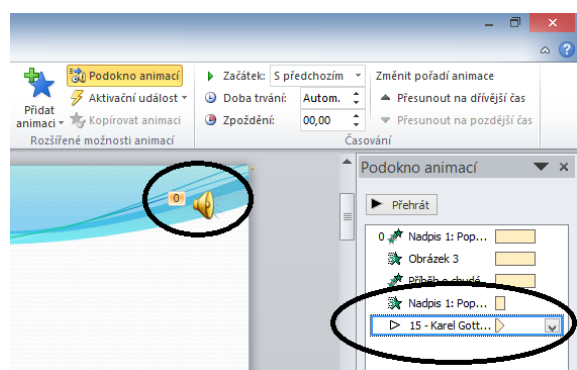 Podokno animací
Přidat animaci
Aktivační událost
Kopírovat animaci
Rozšířené možnosti animací
Začátek: S předchozím
Doba trvání: Autom.
Zpoždění: 00,00
Změnit pořadí animace
Přesunout na dřívější čas
Přesunout na pozdější čas
Časování
0
Podokno animací
Přehrát
0 Nadpis 1: Pop...
Obrázek 3
Příběh o chudé
Nadpis 1: Pop...
15 - Karel Gott...